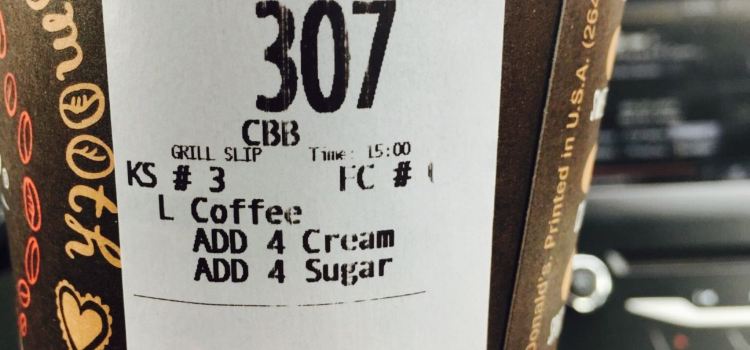 307
CBB
GRILL SLIP Time: 15:00
KS # 3 FC #
L Coffee
ADD 4 Cream
ADD 4 Sugar
Donald's. Printed in U.S.A. (264